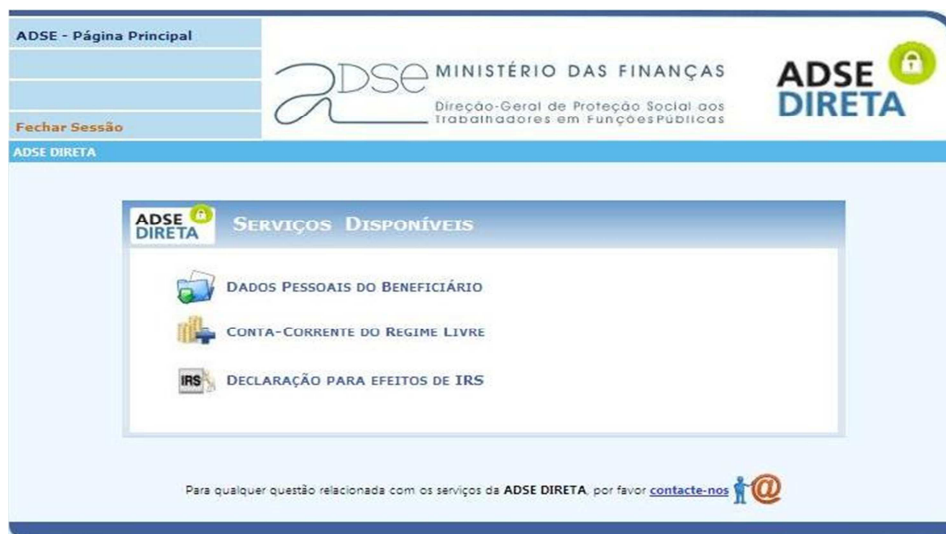 ADSE - Página Principal
Fechar Sessão
ADSE DIRETA
aDSe MINISTÉRIO DAS FINANÇAS
Direção-Geral de Proteção Social aos
Trabalhadores em Funções Públicas
ADSE
DIRETA
ADSE
DIRETA
SERVIÇOS DISPONÍVEIS
DADOS PESSOAIS DO BENEFICIÁRIO
CONTA-CORRENTE DO REGIME LIVRE
IRS
DECLARAÇÃO PARA EFEITOS DE IRS
Para qualquer questão relacionada com os serviços da ADSE DIRETA, por favor contacte-nos @